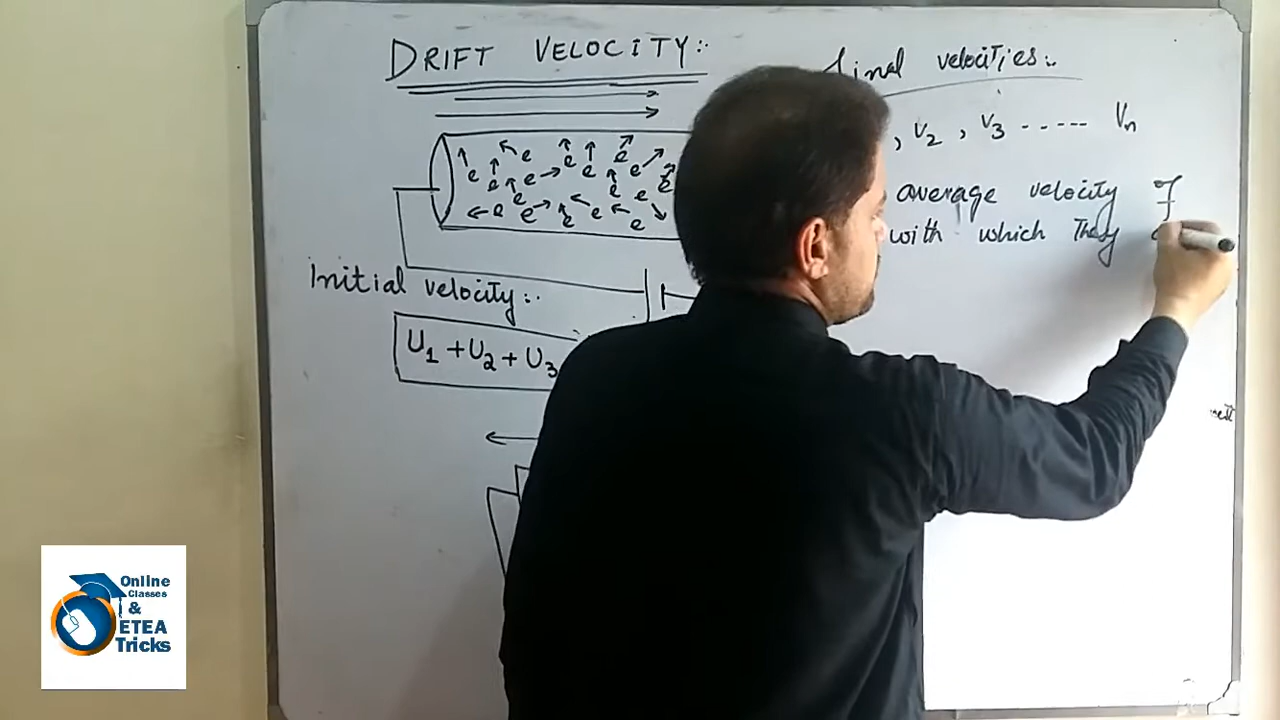 DRIFT VELOCITY:
final velocities:
, v2 , v3 ------ Vn
e e e e e e e e e e e e e e e e e
average velocity of
with which They
Initial velocity:
U1 + U2 + U3
Online
Classes
&
ETEA
Tricks